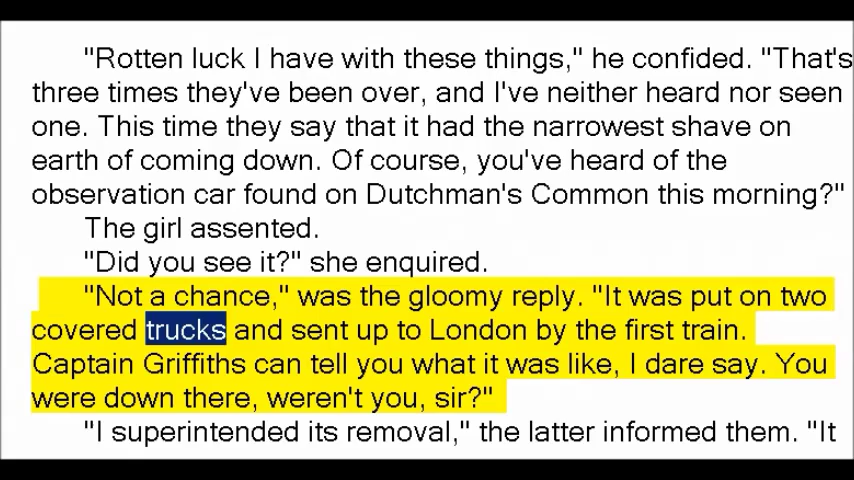 "Rotten luck I have with these things," he confided. "That's
three times they've been over, and I've neither heard nor seen
one. This time they say that it had the narrowest shave on
earth of coming down. Of course, you've heard of the
observation car found on Dutchman's Common this morning?"
The girl assented.
"Did you see it?" she enquired.
"Not a chance," was the gloomy reply. "It was put on two
covered trucks and sent up to London by the first train.
Captain Griffiths can tell you what it was like, I dare say. You
were down there, weren't you, sir?"
"I superintended its removal," the latter informed them. "It